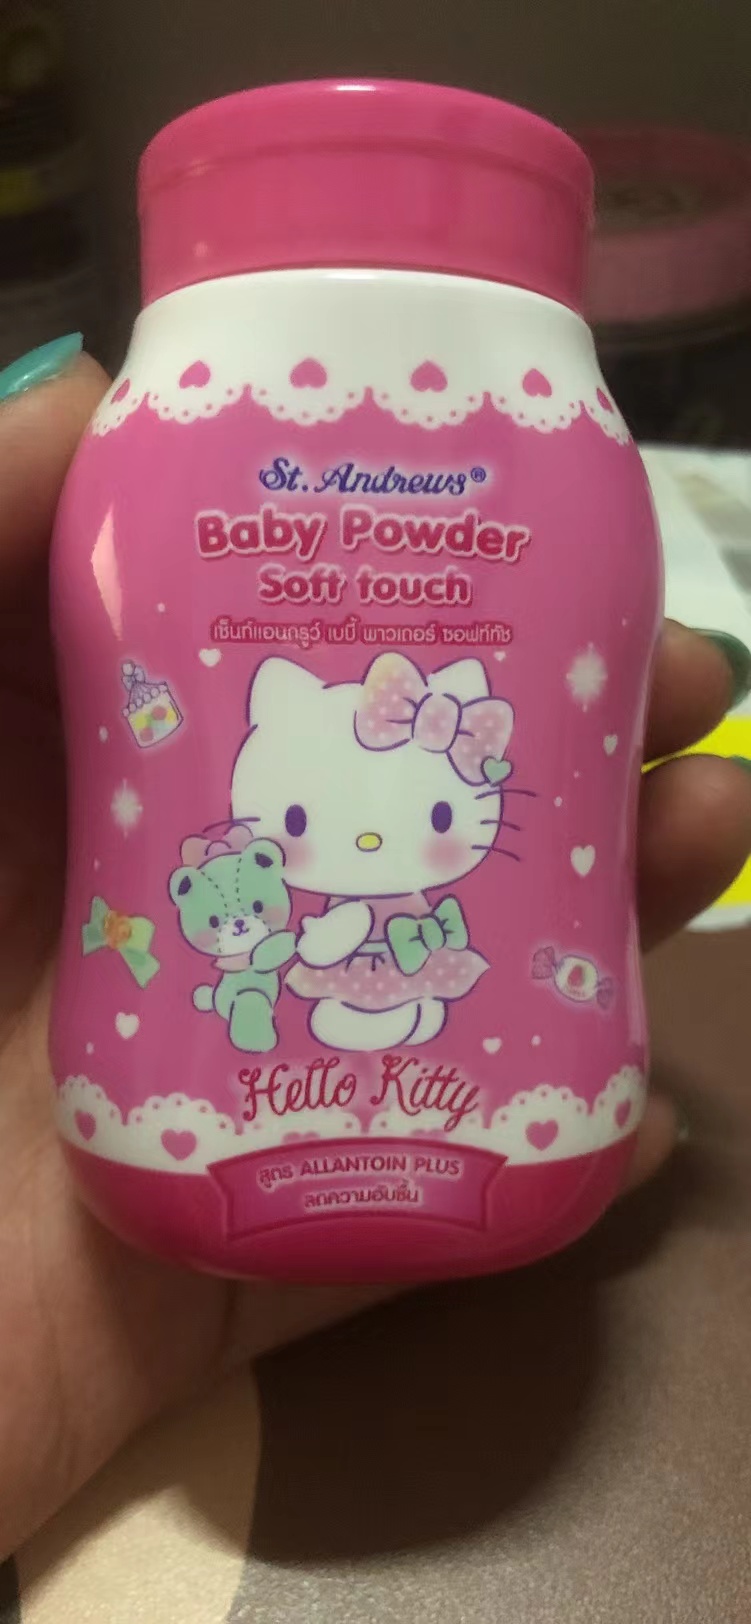 St. Andrews®
Baby Powder
Soft touch
เซ็นท์แอนดรูว์ เบบี้ พาวเดอร์ ซอฟท์ทัช
Hello Kitty
สูตร ALLANTOIN PLUS
ลดความอับชื้น